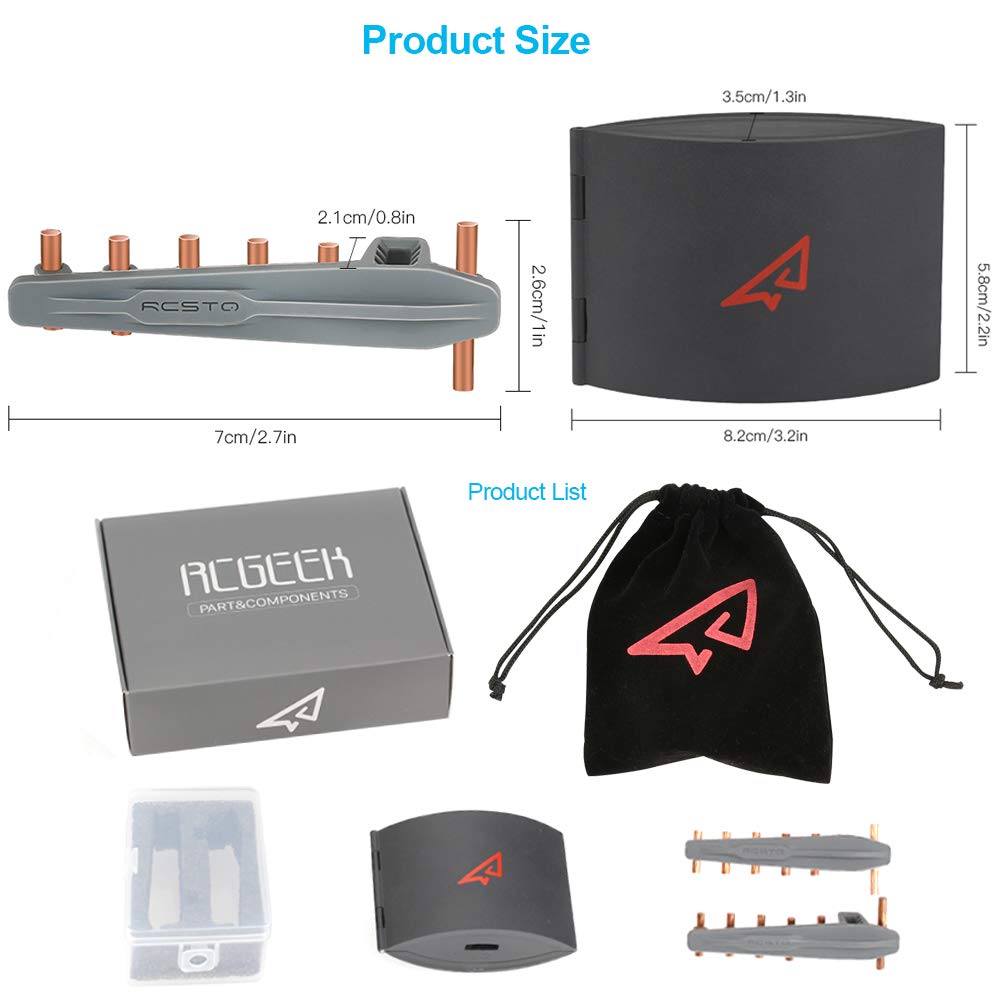 Product Size
3.5cm/1.3in
2.1cm/0.8in
2.6cm/1in
RCSTQ
5.8cm/2.2in
7cm/2.7in
8.2cm/3.2in
Product List
RCGEEK
PART&COMPONENTS
RCSTQ
RCSTQ